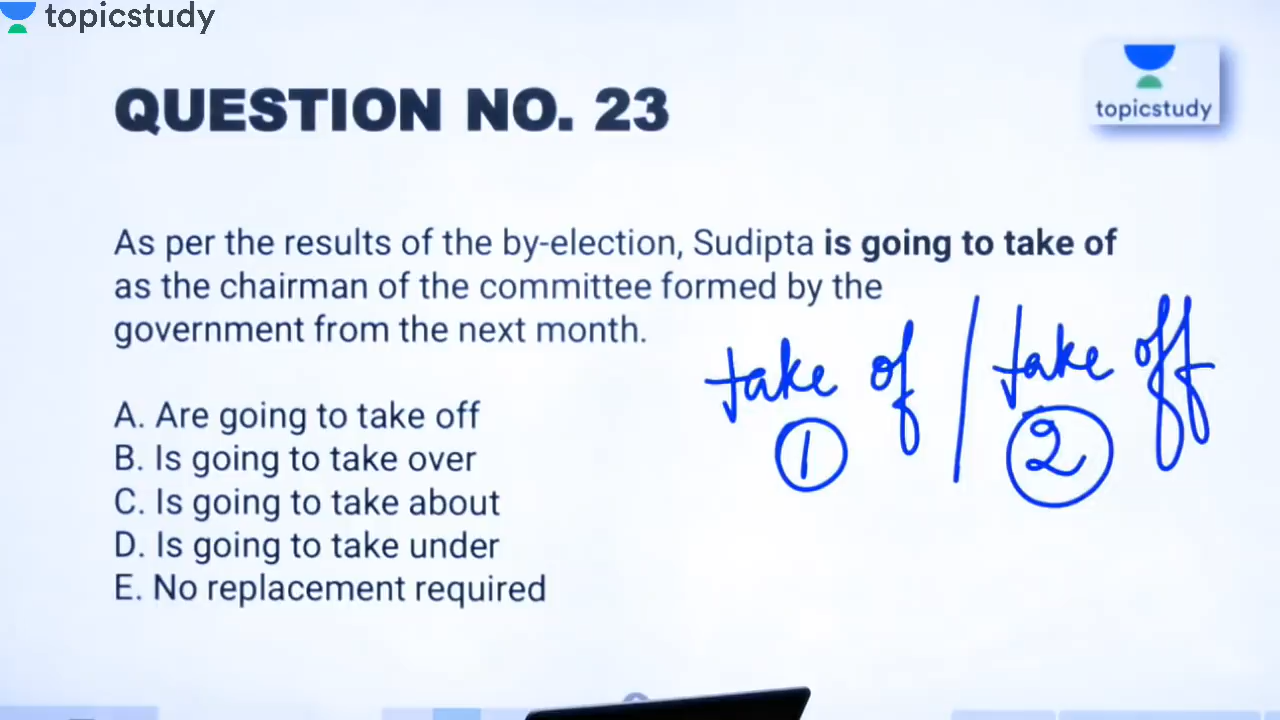 topicstudy
topicstudy
QUESTION NO. 23
As per the results of the by-election, Sudipta is going to take of
as the chairman of the committee formed by the
government from the next month.
take of / take off
1 2
A. Are going to take off
B. Is going to take over
C. Is going to take about
D. Is going to take under
E. No replacement required